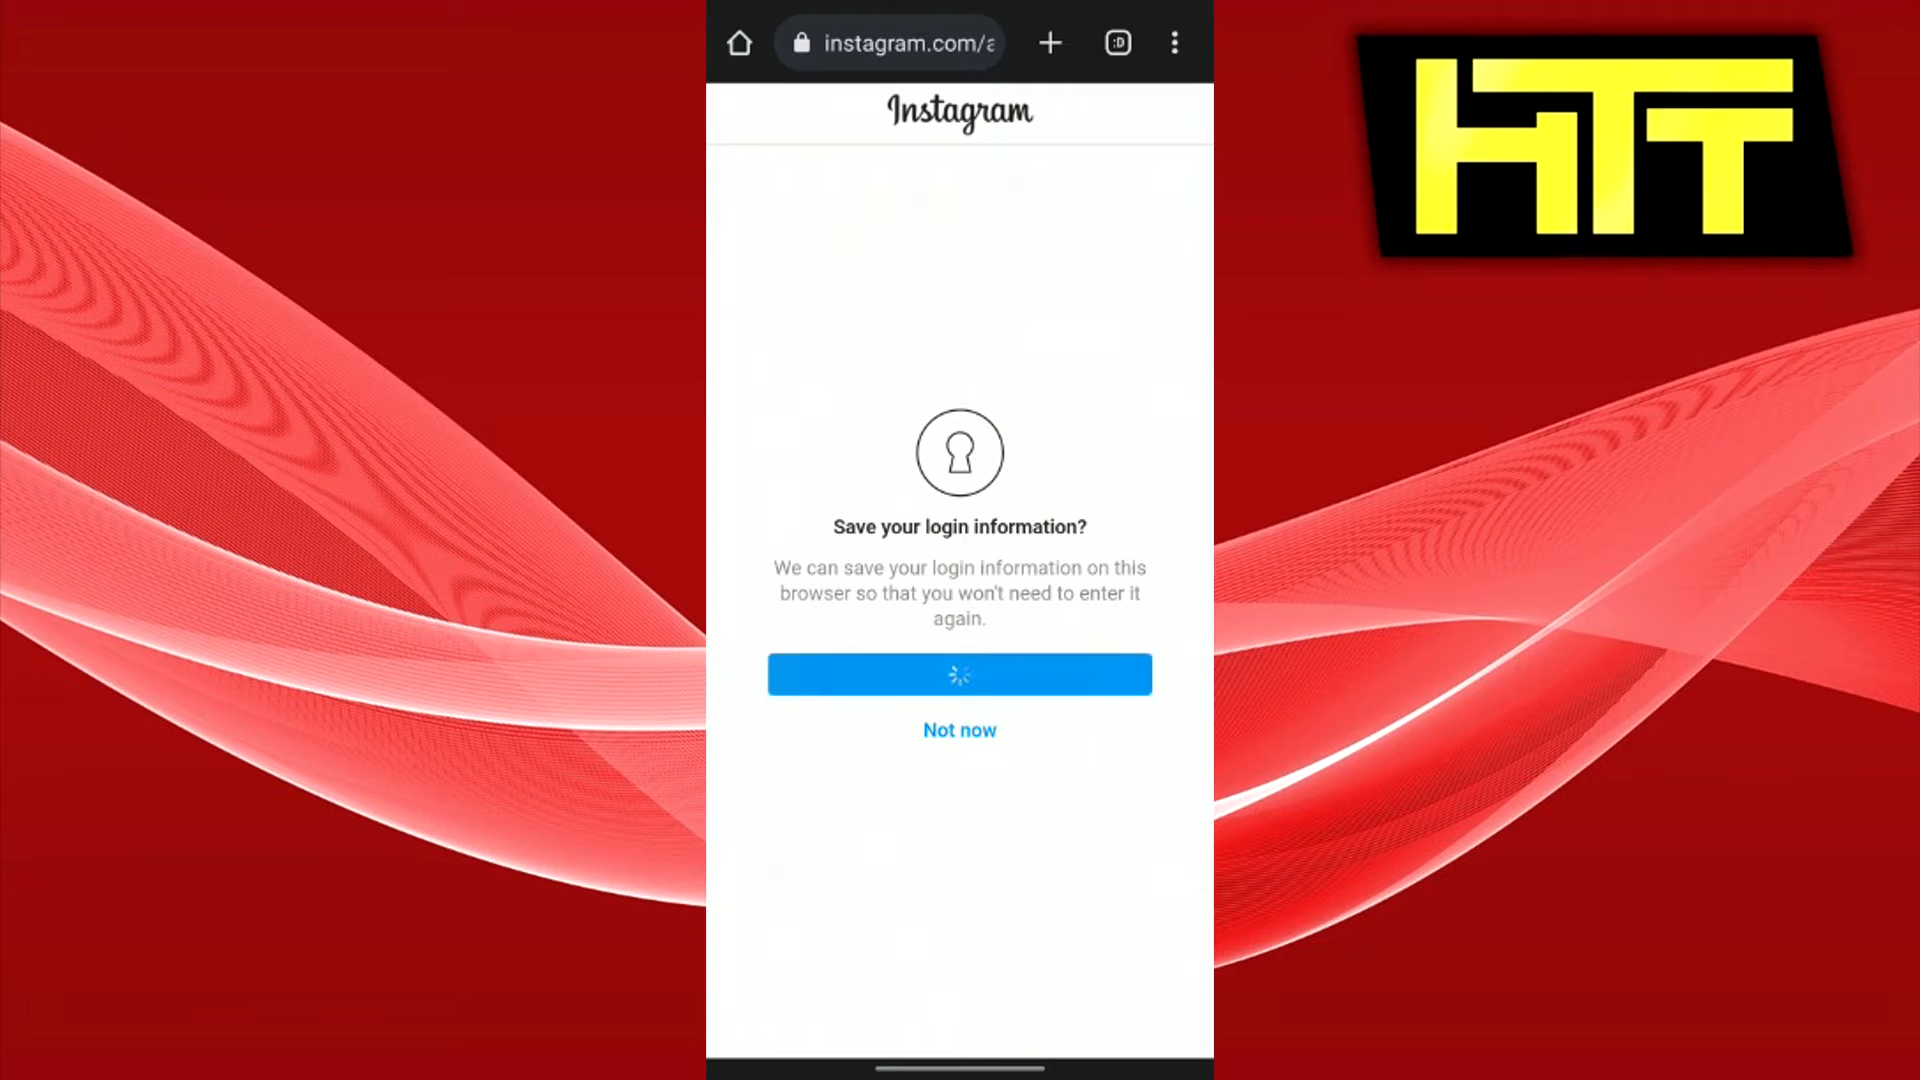 instagram.com/a
:D
HTT
Instagram
Save your login information?
We can save your login information on this
browser so that you won't need to enter it
again.
Not now